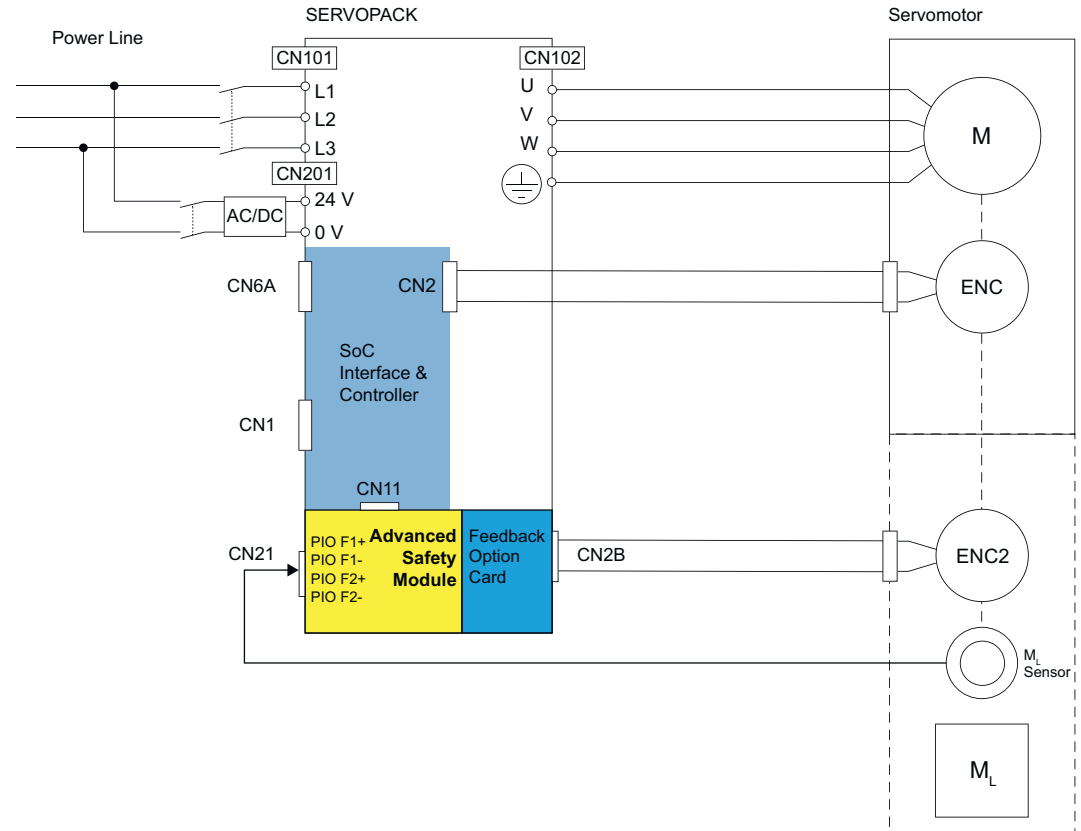 SERVOPACK
Servomotor
Power Line
CN101
CN102
L1
L2
L3
U
V
W
M
CN201
24 V
AC/DC
0 V
CN6A
CN2
ENC
SoC
Interface &
Controller
CN1
CN11
CN21
PIO F1+
PIO F1-
PIO F2+
PIO F2-
Advanced
Safety
Module
Feedback
Option
Card
CN2B
ENC2
ML
Sensor
ML